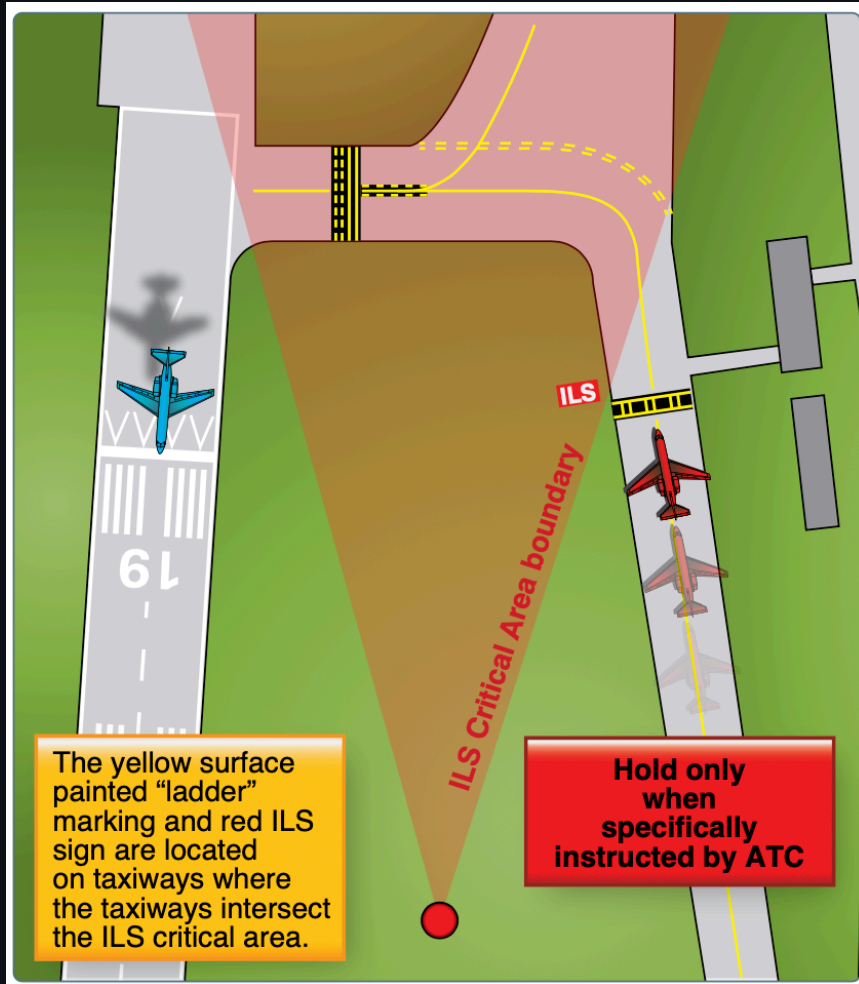 ILS
ILS Critical Area boundary
19
The yellow surface
painted “ladder”
marking and red ILS
sign are located
on taxiways where
the taxiways intersect
the ILS critical area.
Hold only
when
specifically
instructed by ATC